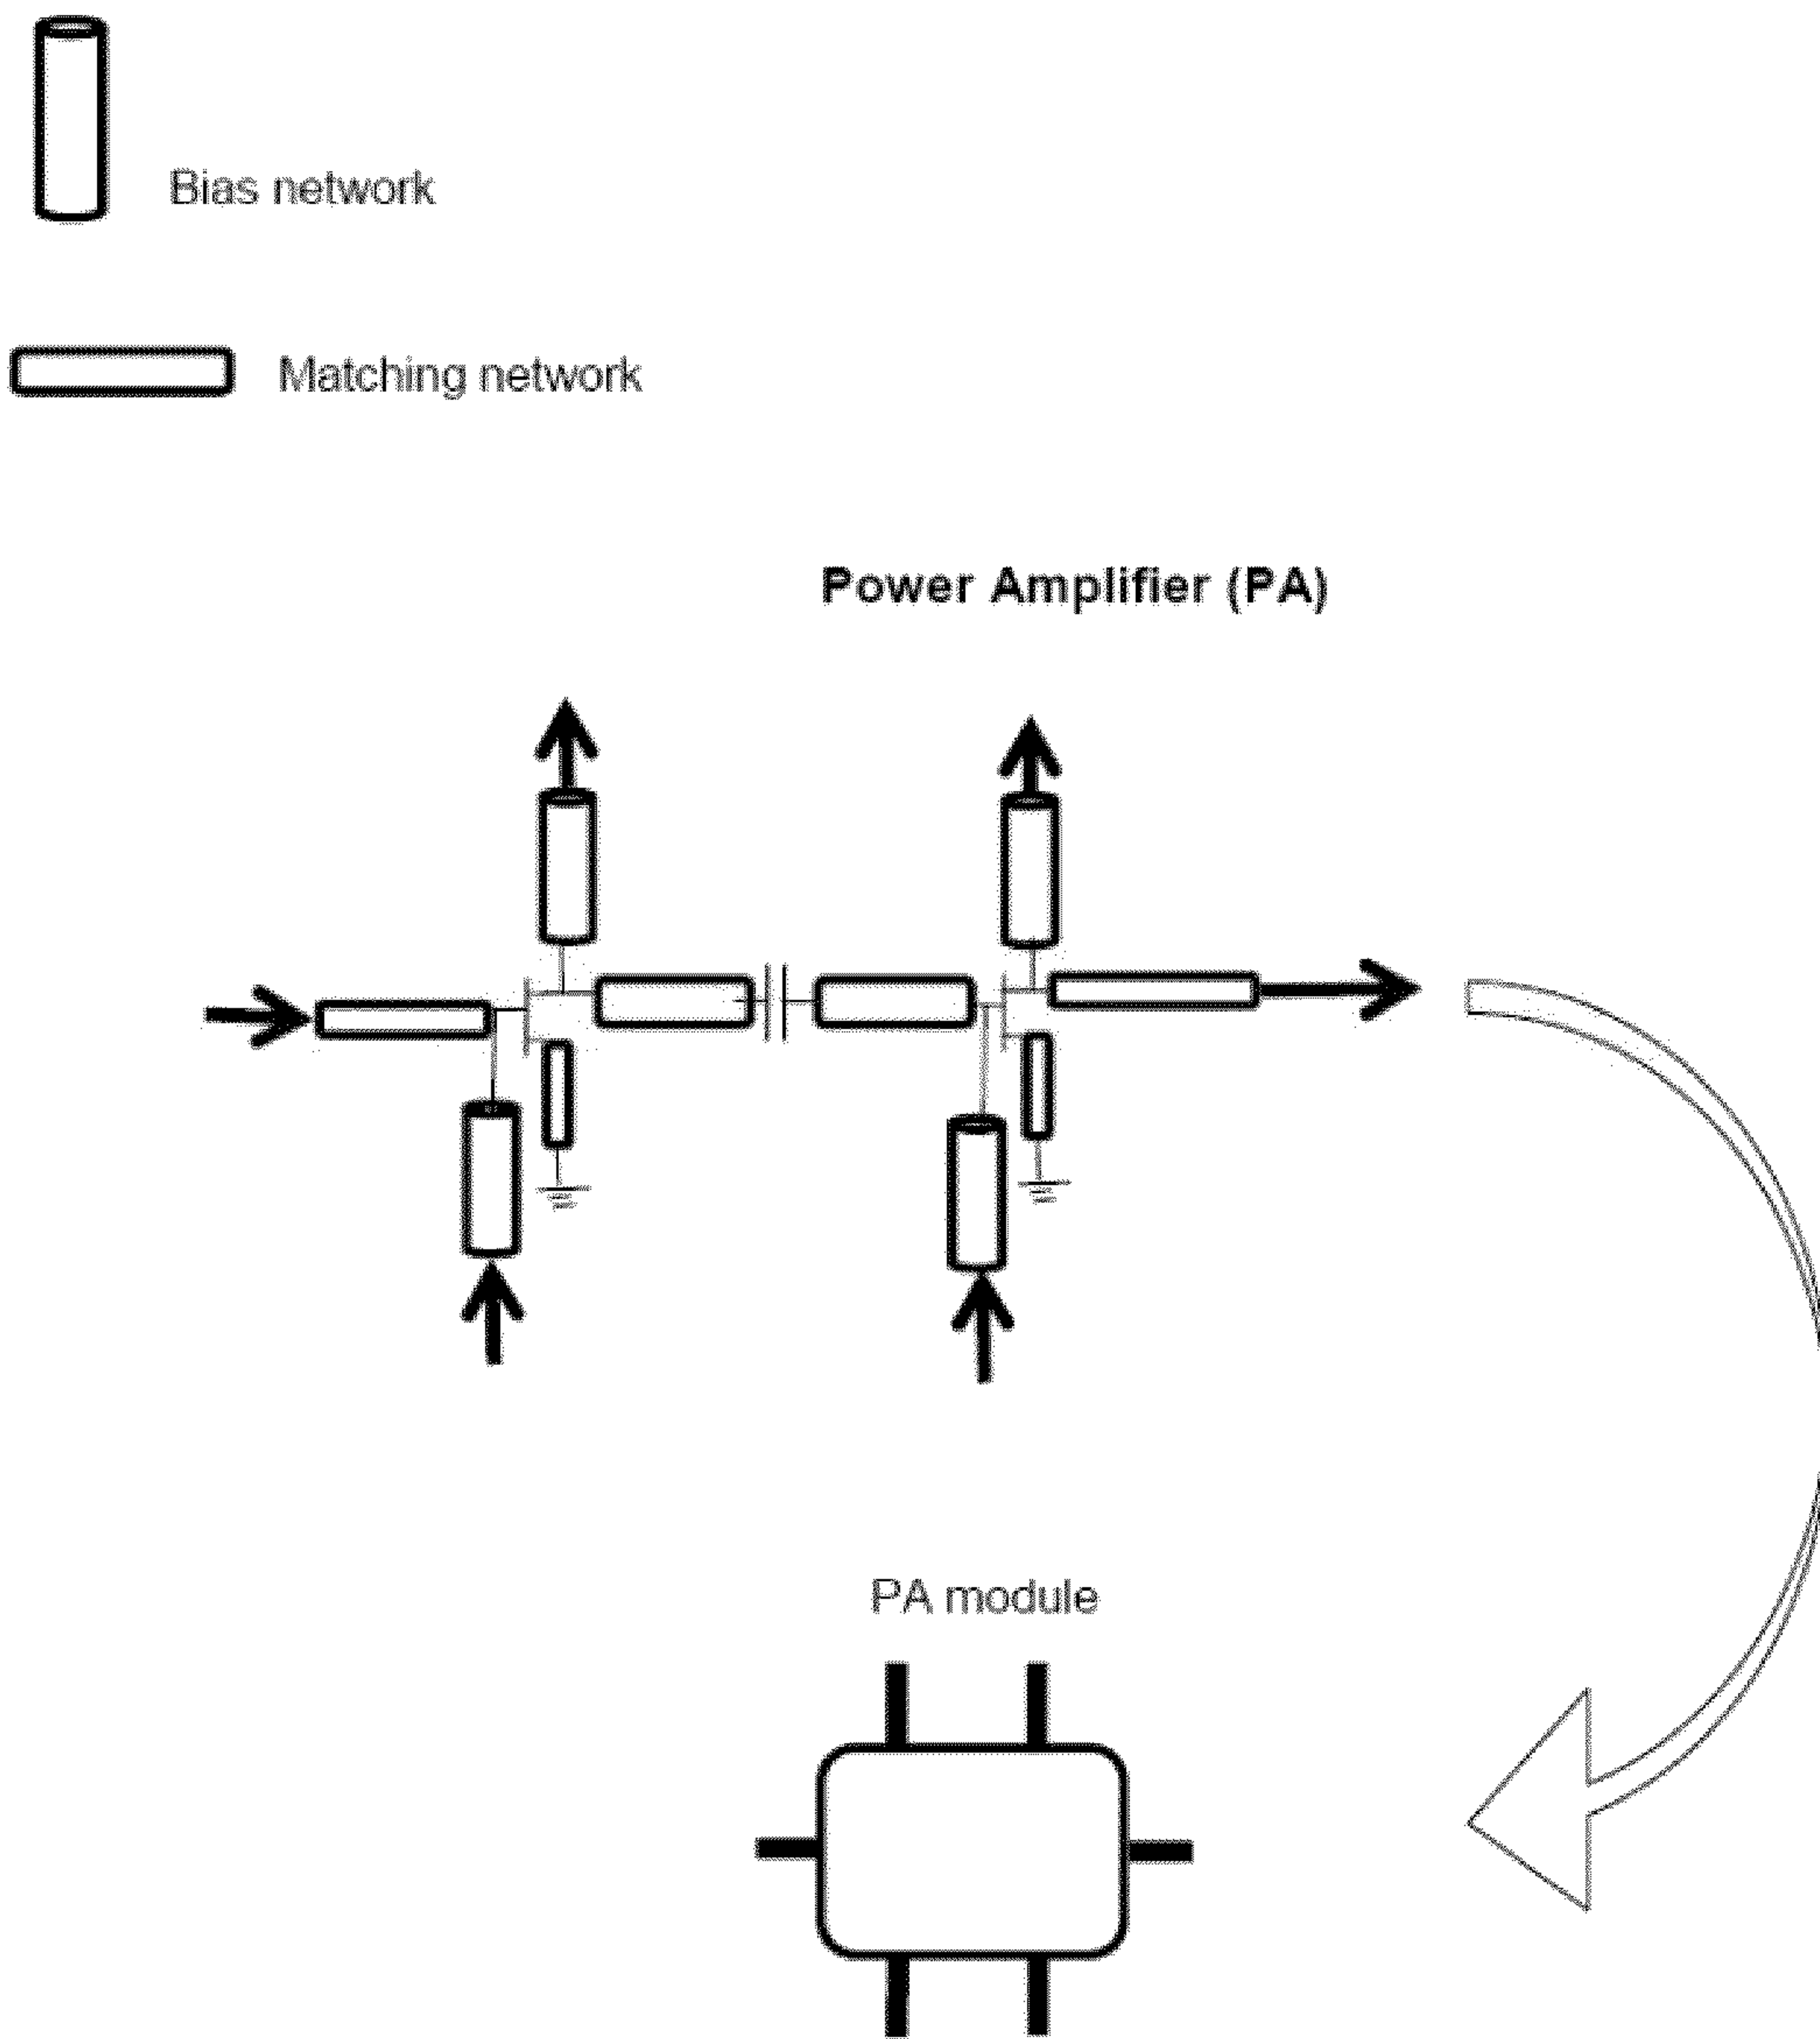 Bias network
Matching network
Power Amplifier (PA)
PA module